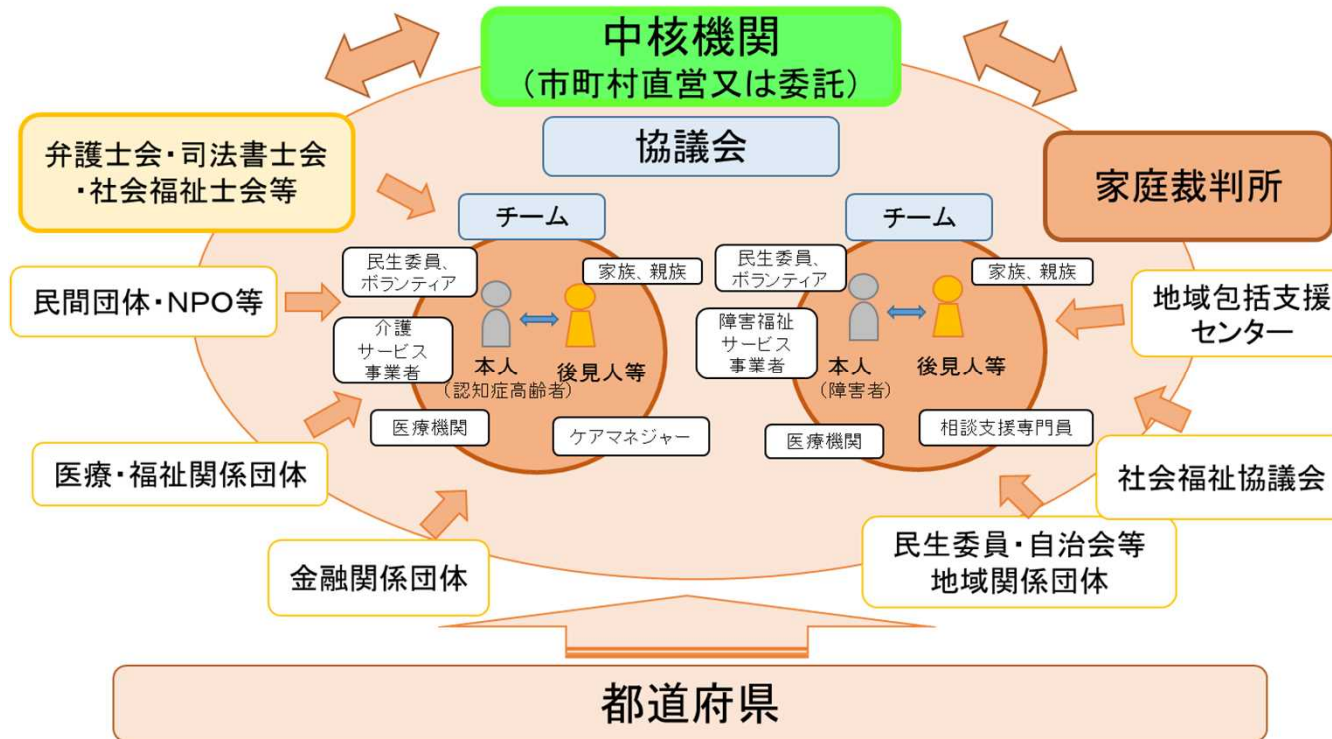 中核機関
（市町村直営又は委託）
協議会
弁護士会・司法書士会
・社会福祉士会等
家庭裁判所
チーム
民生委員、
ボランティア
家族、親族
介護
サービス
事業者
本人
（認知症高齢者）
後見人等
医療機関
ケアマネジャー
チーム
民生委員、
ボランティア
家族、親族
障害福祉
サービス
事業者
本人
（障害者）
後見人等
医療機関
相談支援専門員
民間団体・NPO等
地域包括支援
センター
医療・福祉関係団体
社会福祉協議会
金融関係団体
民生委員・自治会等
地域関係団体
都道府県